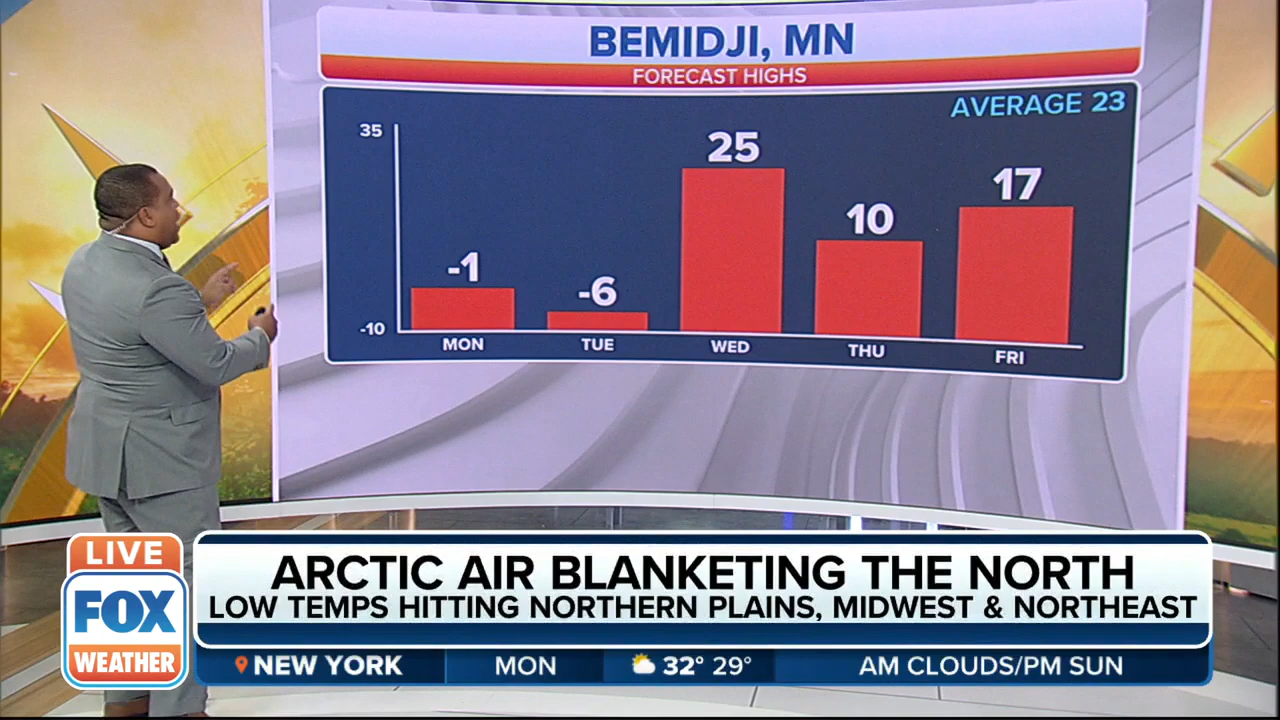 BEMIDJI, MN
FORECAST HIGHS
AVERAGE 23
35
-10
-1
-6
25
10
17
MON
TUE
WED
THU
FRI
LIVE
FOX
WEATHER
ARCTIC AIR BLANKETING THE NORTH
LOW TEMPS HITTING NORTHERN PLAINS, MIDWEST & NORTHEAST
NEW YORK MON 32° 29° AM CLOUDS/PM SUN